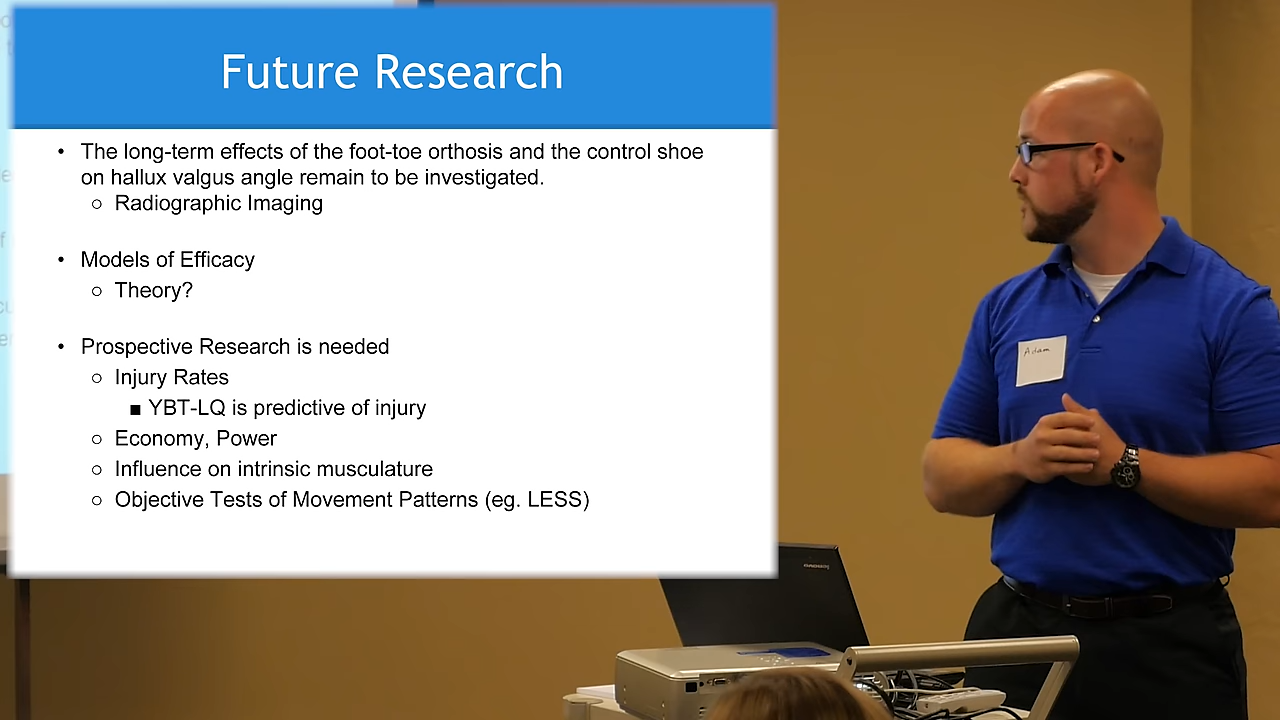 Future Research
• The long-term effects of the foot-toe orthosis and the control shoe
on hallux valgus angle remain to be investigated.
○ Radiographic Imaging
• Models of Efficacy
○ Theory?
• Prospective Research is needed
○ Injury Rates
■ YBT-LQ is predictive of injury
○ Economy, Power
○ Influence on intrinsic musculature
○ Objective Tests of Movement Patterns (eg. LESS)
Adam
lenovo